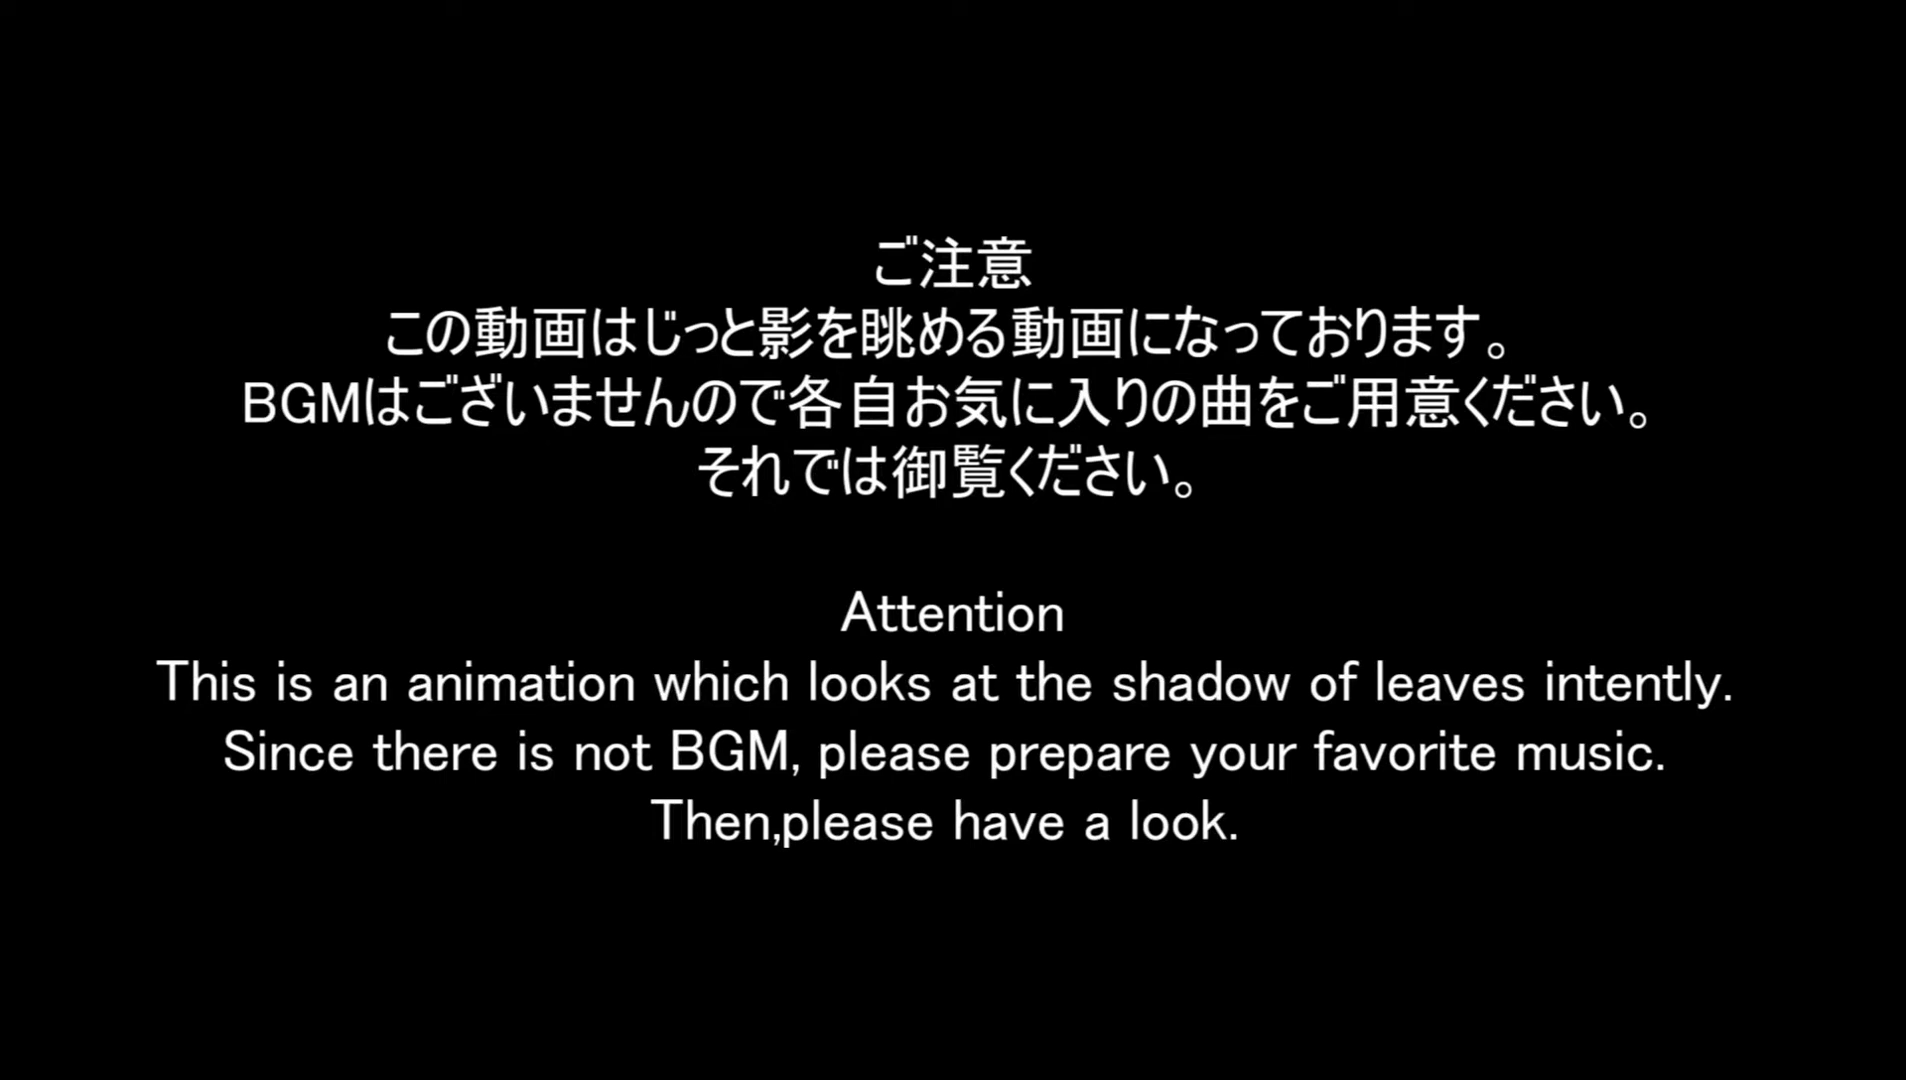 ご注意
この動画はじっと影を眺める動画になっております。
BGMはございませんので各自お気に入りの曲をご用意ください。
それでは御覧ください。
Attention
This is an animation which looks at the shadow of leaves intently.
Since there is not BGM, please prepare your favorite music.
Then,please have a look.